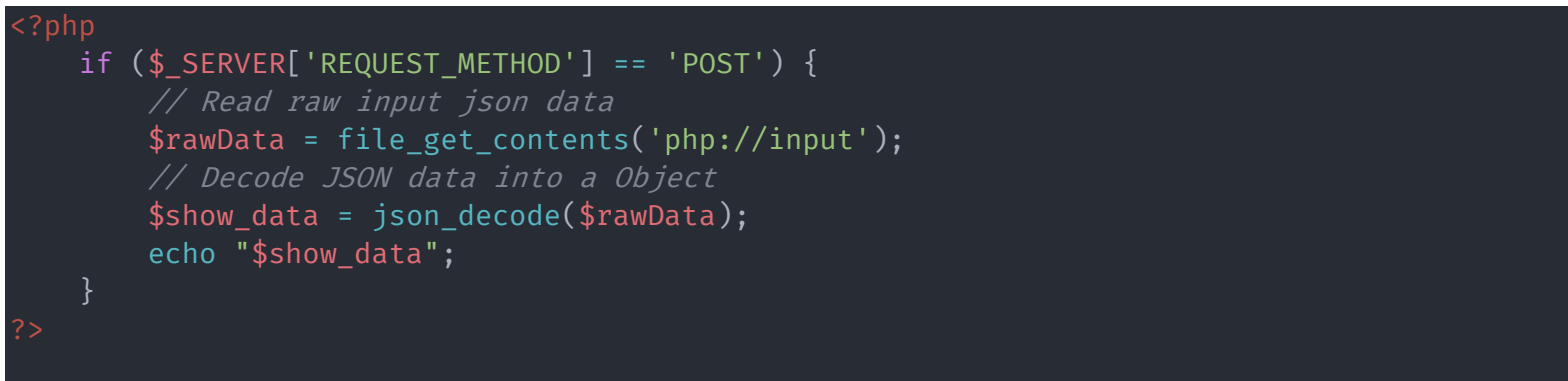 <?php
    if ($_SERVER['REQUEST_METHOD'] == 'POST') {
        // Read raw input json data
        $rawData = file_get_contents('php://input');
        // Decode JSON data into a Object
        $show_data = json_decode($rawData);
        echo "$show_data";
    }
?>